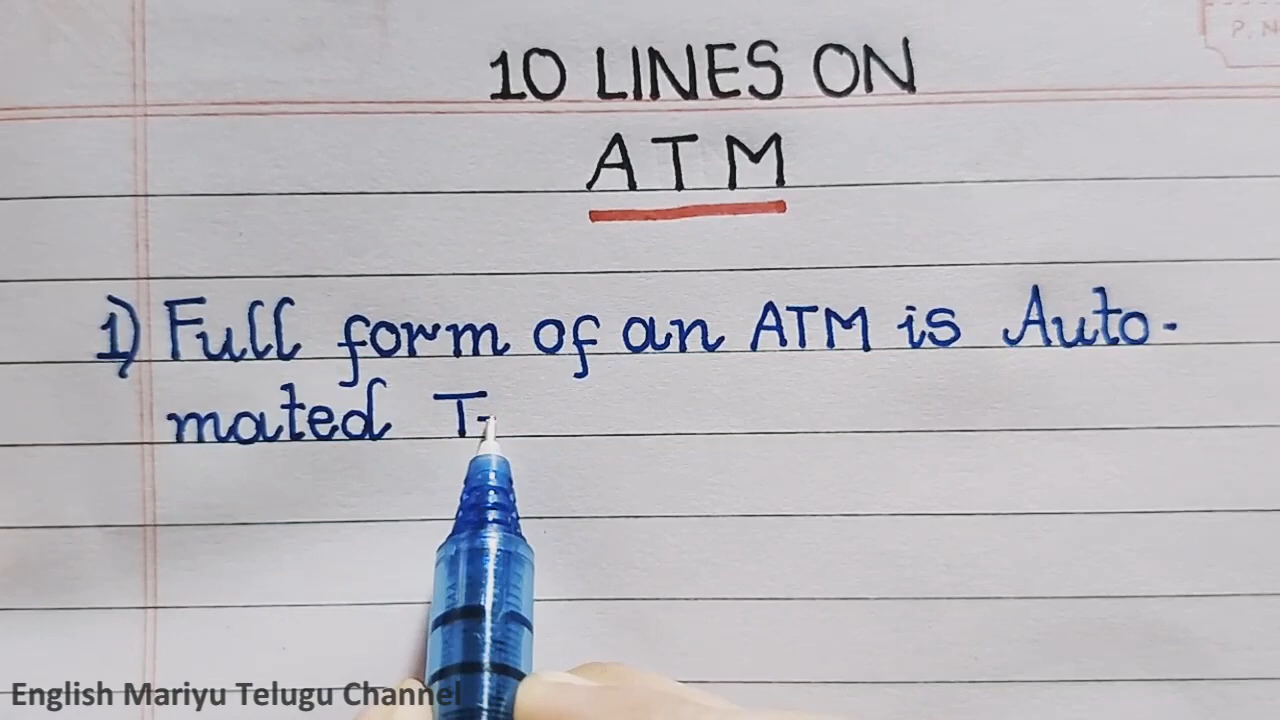 P. N
10 LINES ON
ATM
1) Full form of an ATM is Auto-
mated T
English Mariyu Telugu Channel